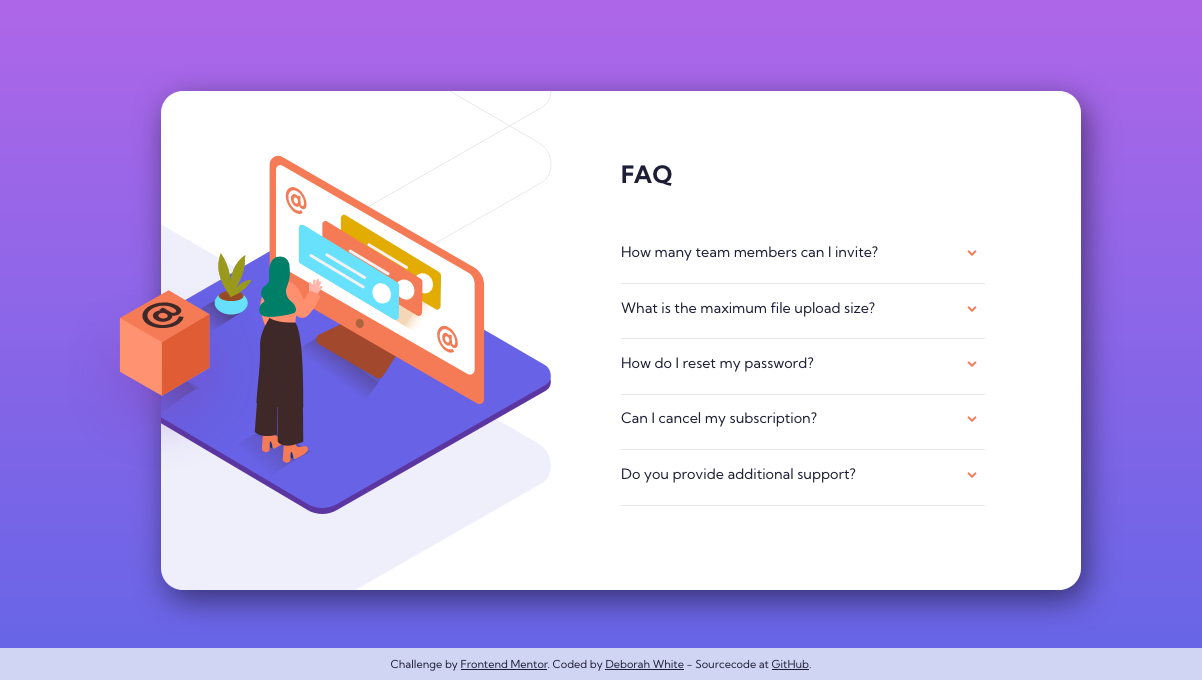 FAQ
How many team members can I invite?
What is the maximum file upload size?
How do I reset my password?
Can I cancel my subscription?
Do you provide additional support?
@
@
@
Challenge by Frontend Mentor. Coded by Deborah White - Sourcecode at GitHub.